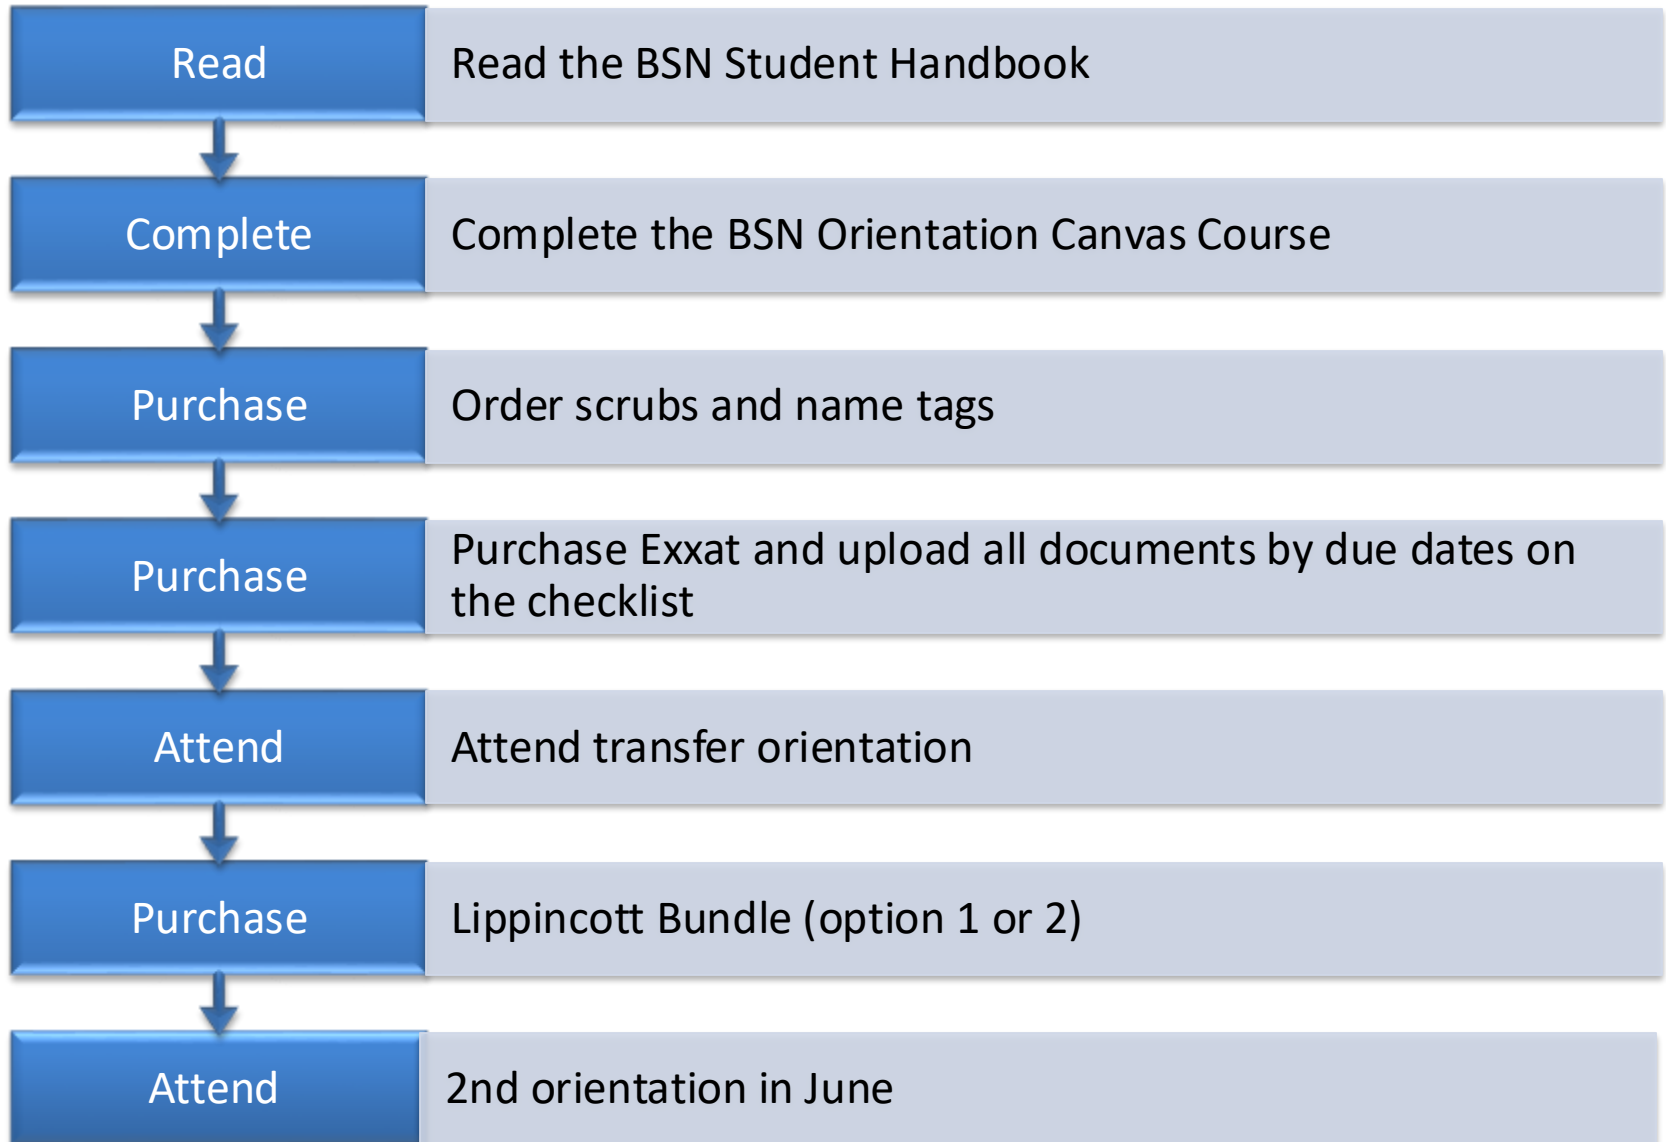 Read
Read the BSN Student Handbook
Complete
Complete the BSN Orientation Canvas Course
Purchase
Order scrubs and name tags
Purchase
Purchase Exxat and upload all documents by due dates on
the checklist
Attend
Attend transfer orientation
Purchase
Lippincott Bundle (option 1 or 2)
Attend
2nd orientation in June